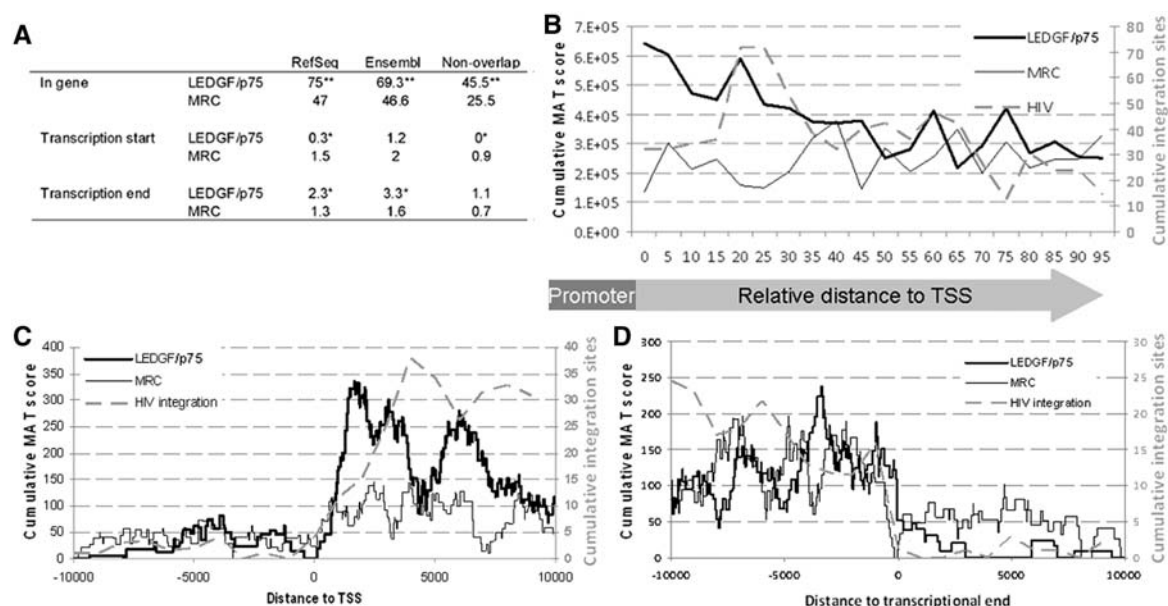 A
RefSeq Ensembl Non-overlap
In gene LEDGF/p75 75** 69.3** 45.5**
MRC 47 46.6 25.5
Transcription start LEDGF/p75 0.3* 1.2 0*
MRC 1.5 2 0.9
Transcription end LEDGF/p75 2.3* 3.3* 1.1
MRC 1.3 1.6 0.7
B
Cumulative MAT score
7.E+05
6.E+05
5.E+05
4.E+05
3.E+05
2.E+05
1.E+05
0.E+00
LEDGF/p75
MRC
HIV
80
70
60
50
40
30
20
10
0
Cumulative integration sites
0 5 10 15 20 25 30 35 40 45 50 55 60 65 70 75 80 85 90 95
Promoter Relative distance to TSS
C
Cumulative MAT score
400
350
300
250
200
150
100
50
0
LEDGF/p75
MRC
HIV integration
40
35
30
25
20
15
10
5
0
Cumulative integration sites
-10000 -5000 0 5000 10000
Distance to TSS
D
Cumulative MAT score
300
250
200
150
100
50
0
LEDGF/p75
MRC
HIV integration
30
25
20
15
10
5
0
Cumulative integration sites
-10000 -5000 0 5000 10000
Distance to transcriptional end